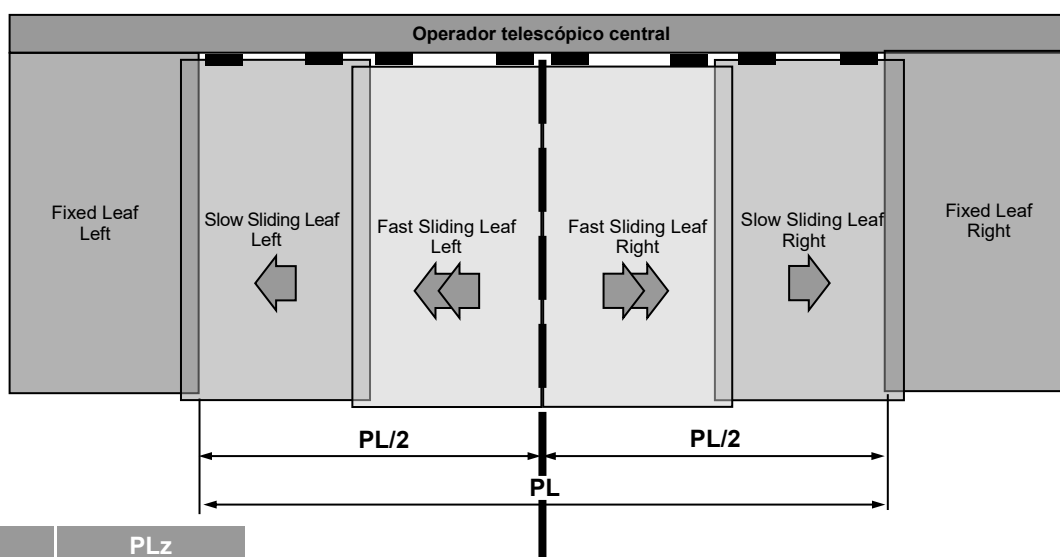 Operador telescópico central
Fixed Leaf
Left
Slow Sliding Leaf
Left
Fast Sliding Leaf
Left
Fast Sliding Leaf
Right
Slow Sliding Leaf
Right
Fixed Leaf
Right
PL/2
PL/2
PL
PLz